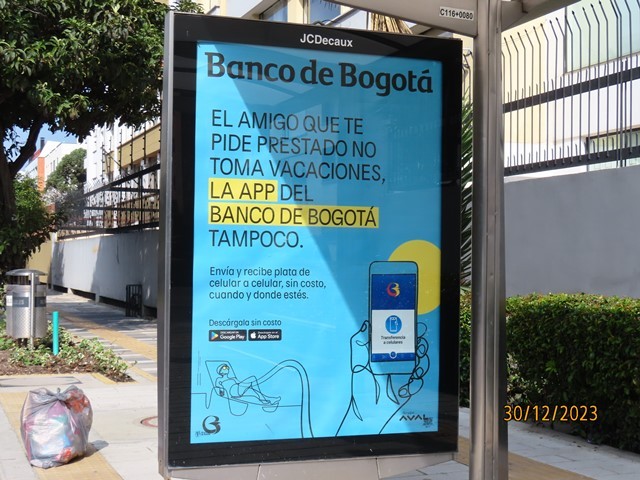 C116+0080
JCDecaux
Banco de Bogotá
EL AMIGO QUE TE
PIDE PRESTADO NO
TOMA VACACIONES,
LA APP DEL
BANCO DE BOGOTÁ
TAMPOCO.
Envía y recibe plata de
celular a celular, sin costo,
cuando y donde estés.
Transferencia
a celulares
Descárgala sin costo
Google Play
App Store
AVAL
30/12/2023